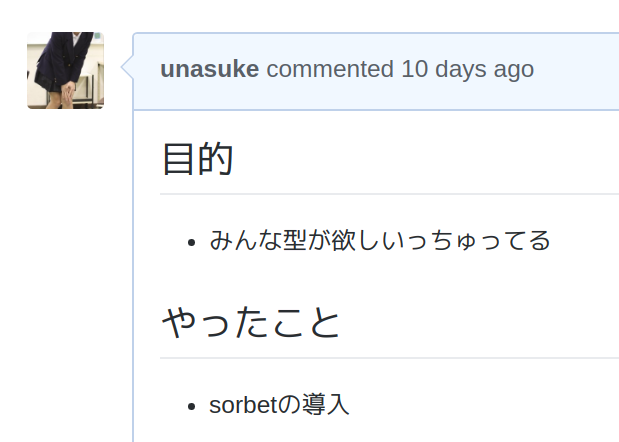 unasuke commented 10 days ago
目的
みんな型が欲しいっちゅってる
やったこと
sorbetの導入